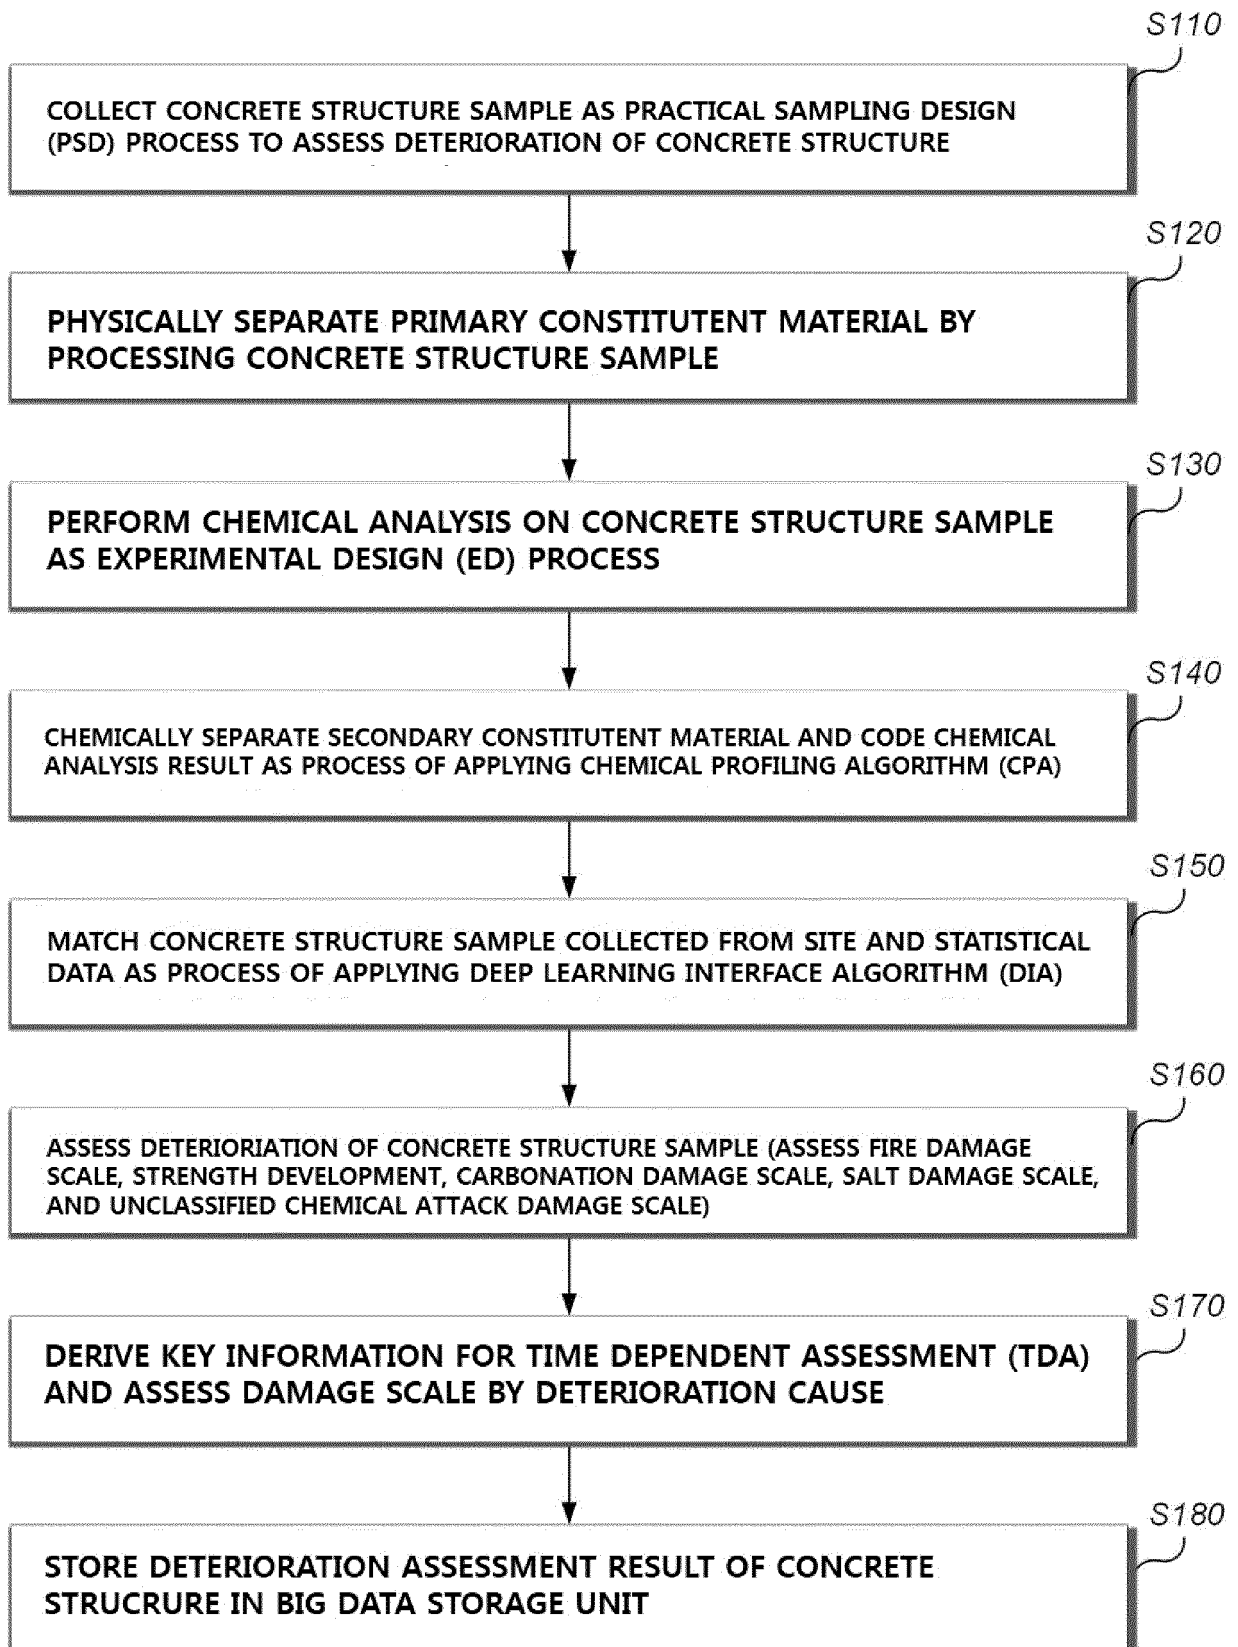 S110
COLLECT CONCRETE STRUCTURE SAMPLE AS PRACTICAL SAMPLING DESIGN
(PSD) PROCESS TO ASSESS DETERIORATION OF CONCRETE STRUCTURE
S120
PHYSICALLY SEPARATE PRIMARY CONSTITUTENT MATERIAL BY
PROCESSING CONCRETE STRUCTURE SAMPLE
S130
PERFORM CHEMICAL ANALYSIS ON CONCRETE STRUCTURE SAMPLE
AS EXPERIMENTAL DESIGN (ED) PROCESS
S140
CHEMICALLY SEPARATE SECONDARY CONSTITUTENT MATERIAL AND CODE CHEMICAL
ANALYSIS RESULT AS PROCESS OF APPLYING CHEMICAL PROFILING ALGORITHM (CPA)
S150
MATCH CONCRETE STRUCTURE SAMPLE COLLECTED FROM SITE AND STATISTICAL
DATA AS PROCESS OF APPLYING DEEP LEARNING INTERFACE ALGORITHM (DIA)
S160
ASSESS DETERIORIATION OF CONCRETE STRUCTURE SAMPLE (ASSESS FIRE DAMAGE
SCALE, STRENGTH DEVELOPMENT, CARBONATION DAMAGE SCALE, SALT DAMAGE SCALE,
AND UNCLASSIFIED CHEMICAL ATTACK DAMAGE SCALE)
S170
DERIVE KEY INFORMATION FOR TIME DEPENDENT ASSESSMENT (TDA)
AND ASSESS DAMAGE SCALE BY DETERIORATION CAUSE
S180
STORE DETERIORATION ASSESSMENT RESULT OF CONCRETE
STRUCRURE IN BIG DATA STORAGE UNIT